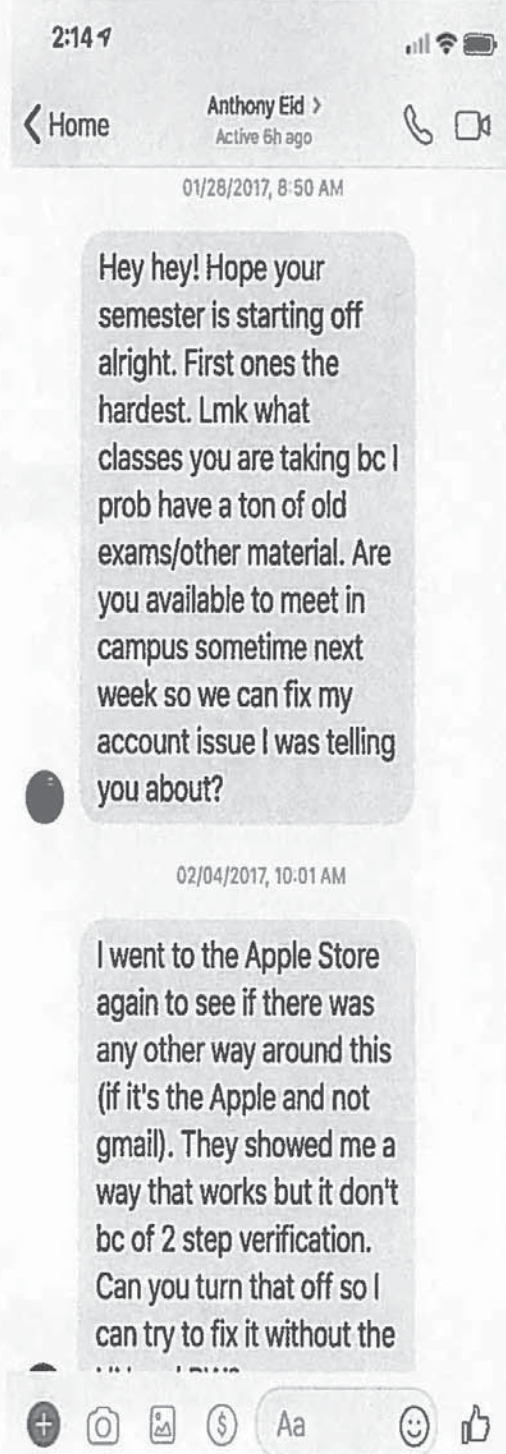 2:14
Home
Anthony Eid >
Active 6h ago
01/28/2017, 8:50 AM
Hey hey! Hope your
semester is starting off
alright. First ones the
hardest. Lmk what
classes you are taking bc I
prob have a ton of old
exams/other material. Are
you available to meet in
campus sometime next
week so we can fix my
account issue I was telling
you about?
02/04/2017, 10:01 AM
I went to the Apple Store
again to see if there was
any other way around this
(if it's the Apple and not
gmail). They showed me a
way that works but it don't
bc of 2 step verification.
Can you turn that off so I
can try to fix it without the
Aa